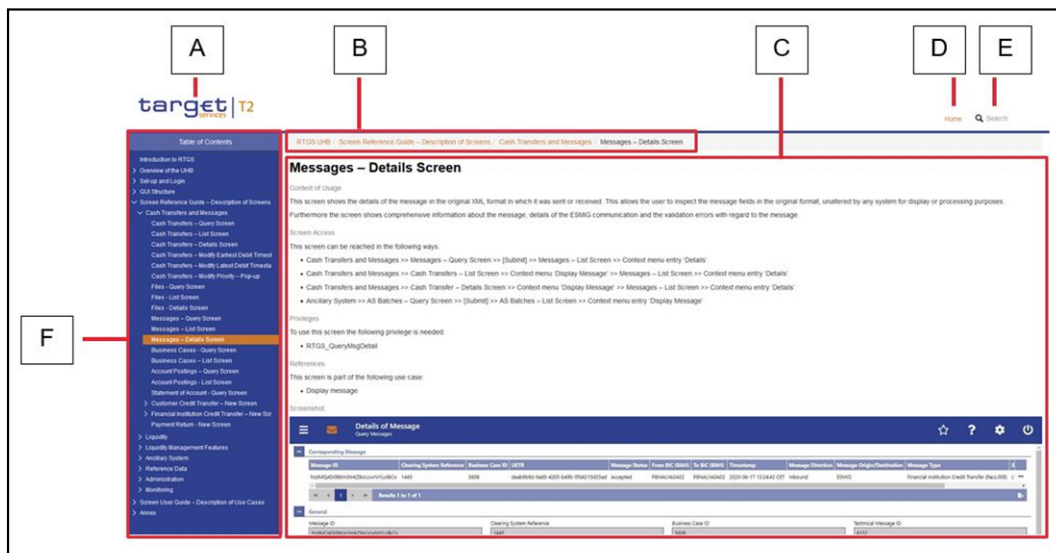 A
B
C
D
E
target | T2
services
Home
Search
Table of Contents
RTGS UHB / Screen Reference Guide – Description of Screens / Cash Transfers and Messages / Messages – Details Screen
Introduction to RTGS
Overview of the UHB
Set-up and Login
GUI Structure
Screen Reference Guide – Description of Screens
Cash Transfers and Messages
Cash Transfers – Query Screen
Cash Transfers – List Screen
Cash Transfers – Details Screen
Cash Transfers – Modify Earliest Debit Timest
Cash Transfers – Modify Latest Debit Timesta
Cash Transfers – Modify Priority – Pop-up
Files - Query Screen
Files - List Screen
Files - Details Screen
Messages – Query Screen
Messages – List Screen
Messages – Details Screen
Business Cases - Query Screen
Business Cases – List Screen
Account Postings – Query Screen
Account Postings - List Screen
Statement of Account - Query Screen
Customer Credit Transfer – New Screen
Financial Institution Credit Transfer – New Scr
Payment Return - New Screen
Liquidity
Liquidity Management Features
Ancillary System
Reference Data
Administration
Monitoring
Screen User Guide – Description of Use Cases
Annex
F
Messages – Details Screen
Context of Usage
This screen shows the details of the message in the original XML format in which it was sent or received. This allows the user to inspect the message fields in the original format, unaltered by any system for display or processing purposes.
Furthermore the screen shows comprehensive information about the message, details of the ESMIG communication and the validation errors with regard to the message.
Screen Access
This screen can be reached in the following ways:
• Cash Transfers and Messages >> Messages – Query Screen >> [Submit] >> Messages – List Screen >> Context menu entry 'Details'
• Cash Transfers and Messages >> Cash Transfers – List Screen >> Context menu 'Display Message' >> Messages – List Screen >> Context menu entry 'Details'
• Cash Transfers and Messages >> Cash Transfer – Details Screen >> Context menu 'Display Message' >> Messages – List Screen >> Context menu entry 'Details'
• Ancillary System >> AS Batches – Query Screen >> [Submit] >> AS Batches – List Screen >> Context menu entry 'Display Message'
Privileges
To use this screen the following privilege is needed:
• RTGS_QueryMsgDetail
References
This screen is part of the following use case:
• Display message
Screenshot
Details of Message
Query Messages
Corresponding Message
Message ID Clearing System Reference Business Case ID UETR Message Status From BIC (BAH) To BIC (BAH) Timestamp Message Direction Message Origin/Destination Message Type
1443 5608 Accepted 2020-06-17 13:24:43 CET Inbound ESMIG Financial Institution Credit Transfer
1 Results 1 to 1 of 1
General
Message ID Clearing System Reference Business Case ID Technical Message ID
1443 5608